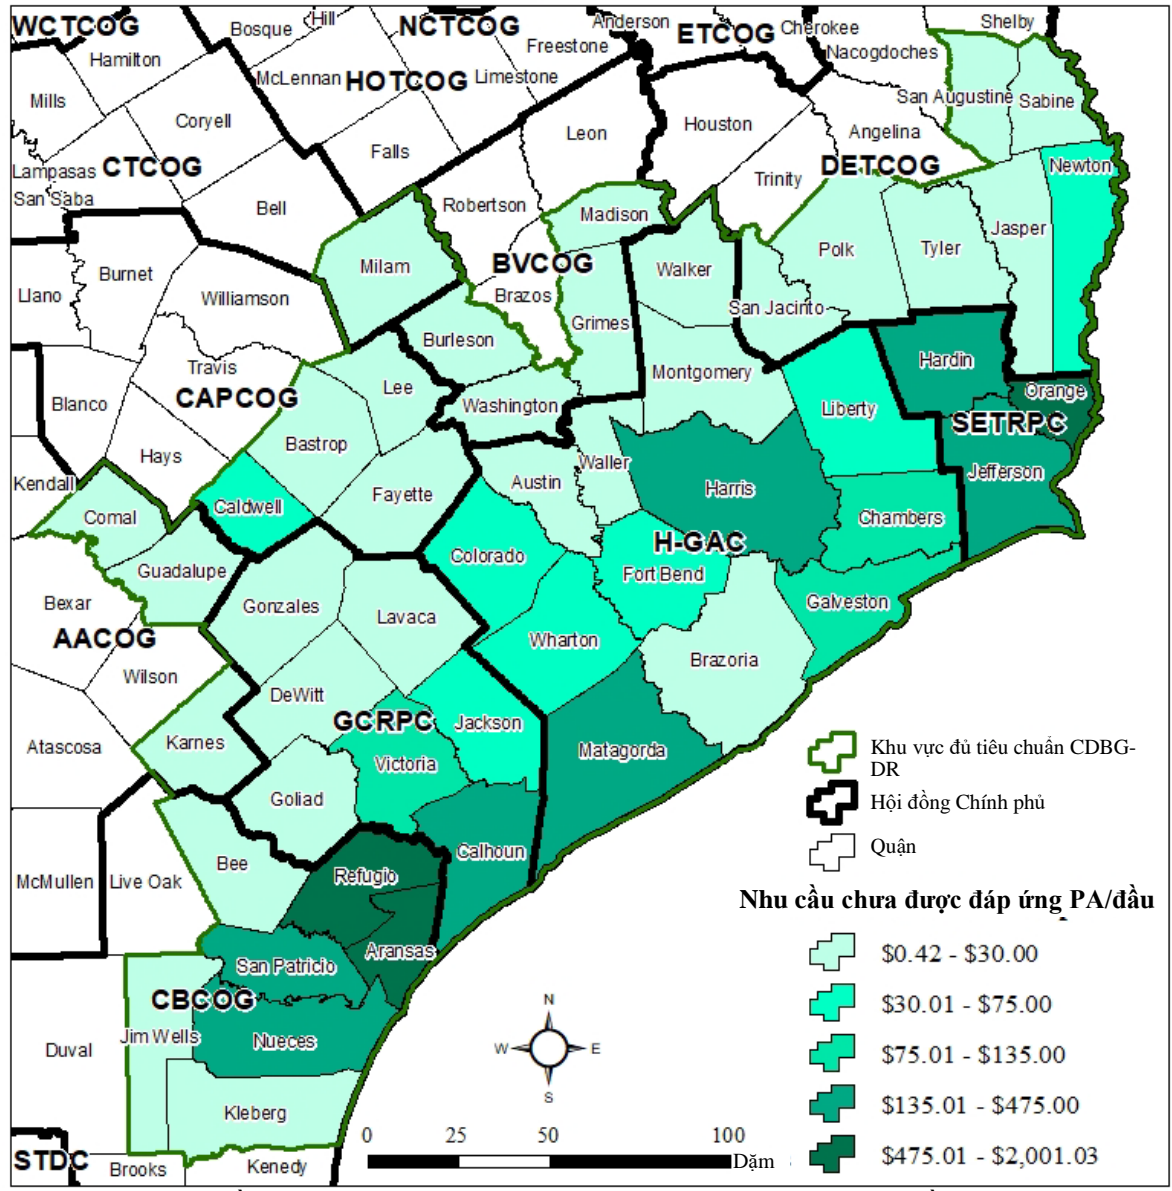 WCTCOG
Hill
Bosque
NCTCOG
Anderson
ETCOG
Cherokee
Shelby
Hamilton
Freestone
Nacogdoches
McLennan
HOTCOG
Limestone
Mills
San Augustine
Sabine
Coryell
Leon
Houston
Angelina
Falls
Lampasas
CTCOG
DETCOG
Newton
San Saba
Trinity
Bell
Robertson
Madison
Jasper
Polk
Tyler
Milam
BVCOG
Walker
Burnet
Llano
Williamson
Brazos
San Jacinto
Grimes
Burleson
Hardin
Travis
Montgomery
Lee
Orange
CAPCOG
Blanco
Washington
Liberty
SETRPC
Bastrop
Hays
Waller
Jefferson
Kendall
Austin
Harris
Fayette
Caldwell
Comal
Chambers
H-GAC
Colorado
Guadalupe
Fort Bend
Bexar
Gonzales
Galveston
Lavaca
AACOG
Wharton
Brazoria
Wilson
DeWitt
GCRPC
Jackson
Karnes
Atascosa
Matagorda
Victoria
Goliad
Calhoun
Bee
Refugio
McMullen
Live Oak
Aransas
San Patricio
CBCOG
Jim Wells
Nueces
Duval
Kleberg
STDC
Brooks
Kenedy
Khu vực đủ tiêu chuẩn CDBG-
DR
Hội đồng Chính phủ
Quận
Nhu cầu chưa được đáp ứng PA/đầu
$0.42 - $30.00
$30.01 - $75.00
$75.01 - $135.00
$135.01 - $475.00
$475.01 - $2,001.03
N
W E
S
0 25 50 100
Dặm